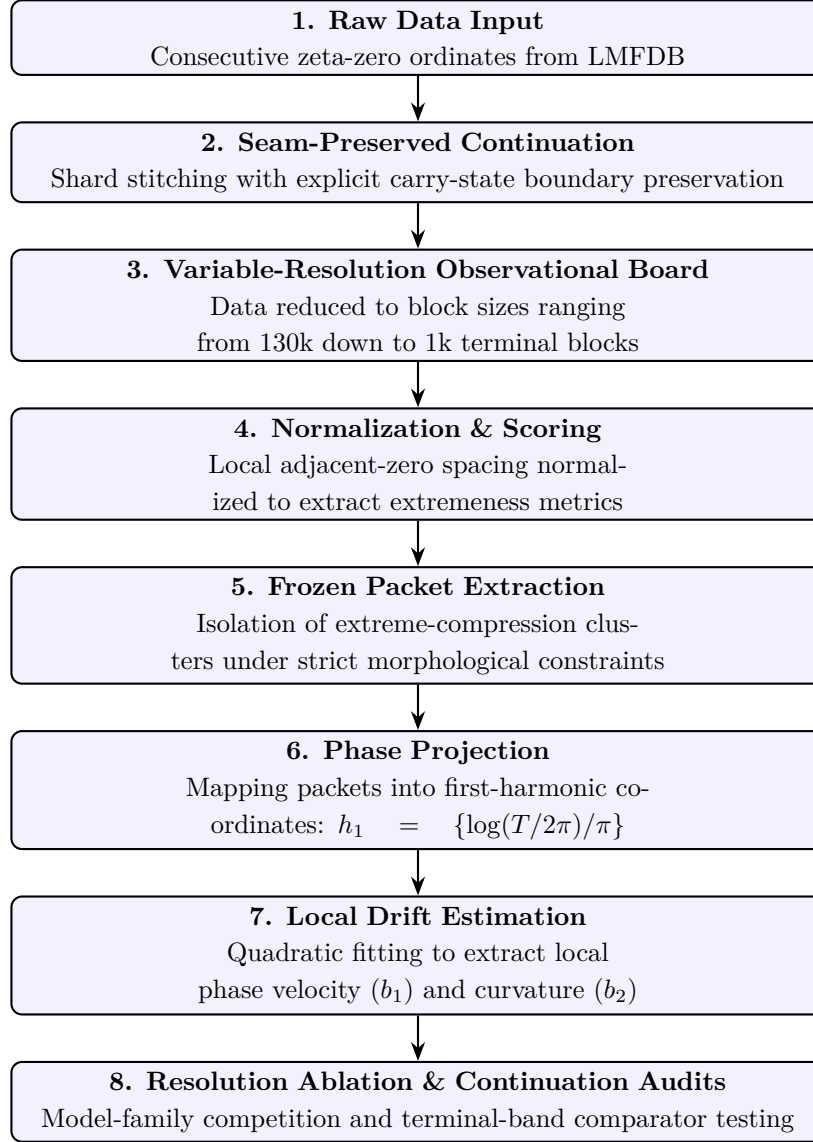 1. Raw Data Input
Consecutive zeta-zero ordinates from LMFDB
2. Seam-Preserved Continuation
Shard stitching with explicit carry-state boundary preservation
3. Variable-Resolution Observational Board
Data reduced to block sizes ranging
from 130k down to 1k terminal blocks
4. Normalization & Scoring
Local adjacent-zero spacing normal-
ized to extract extremeness metrics
5. Frozen Packet Extraction
Isolation of extreme-compression clus-
ters under strict morphological constraints
6. Phase Projection
Mapping packets into first-harmonic co-
ordinates: h₁ = {log(T/2π)/π}
7. Local Drift Estimation
Quadratic fitting to extract local
phase velocity (b₁) and curvature (b₂)
8. Resolution Ablation & Continuation Audits
Model-family competition and terminal-band comparator testing